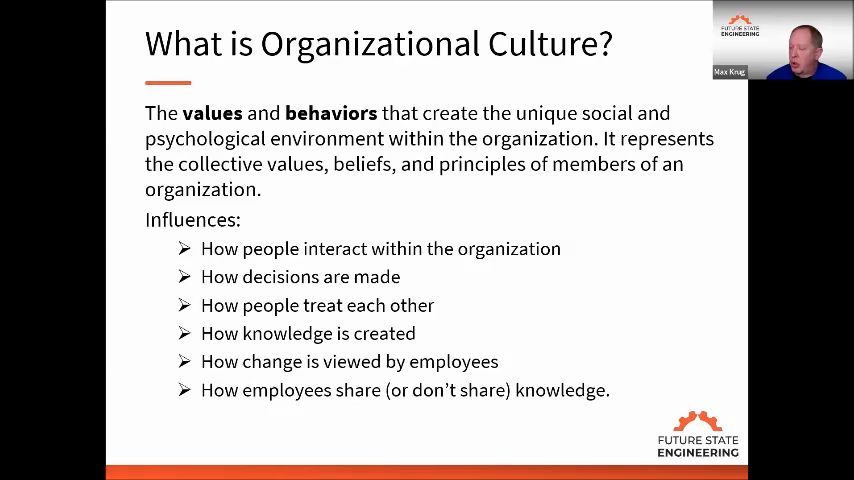 What is Organizational Culture?
FUTURE STATE
ENGINEERING
Max Krug
The values and behaviors that create the unique social and
psychological environment within the organization. It represents
the collective values, beliefs, and principles of members of an
organization.
Influences:
➢ How people interact within the organization
➢ How decisions are made
➢ How people treat each other
➢ How knowledge is created
➢ How change is viewed by employees
➢ How employees share (or don't share) knowledge.
FUTURE STATE
ENGINEERING